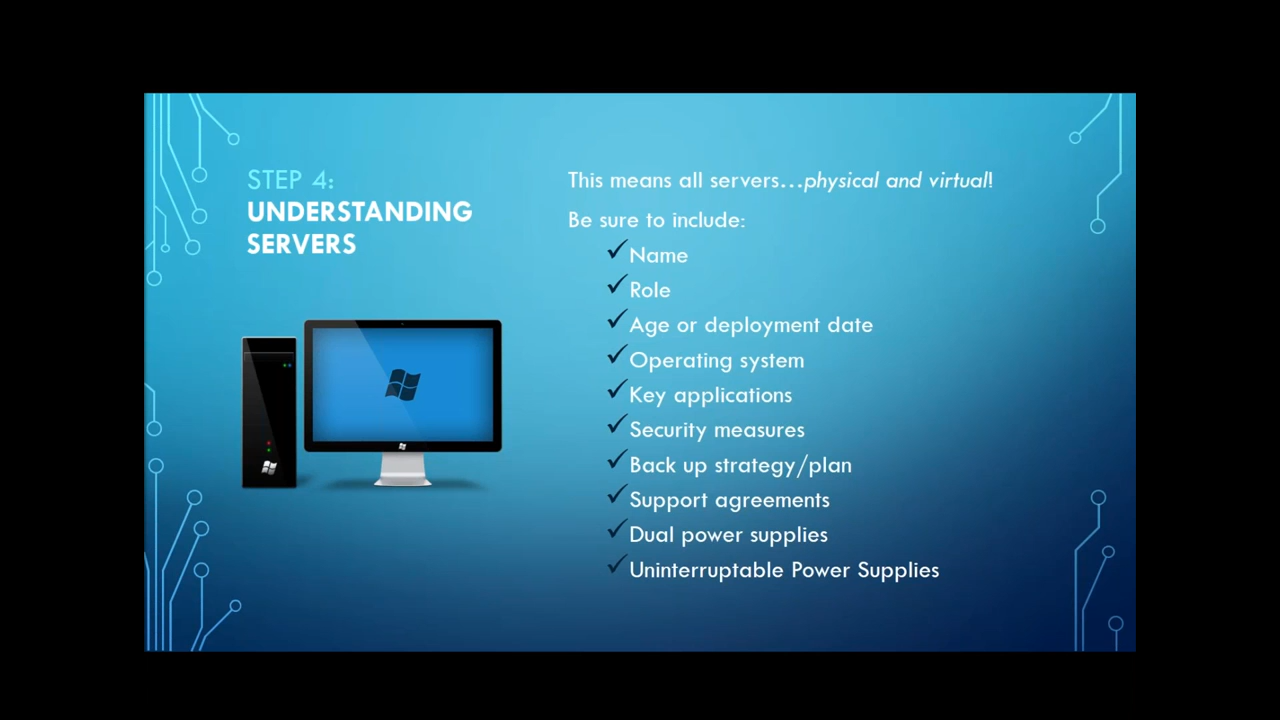 STEP 4:
UNDERSTANDING
SERVERS
This means all servers...physical and virtual!
Be sure to include:
Name
Role
Age or deployment date
Operating system
Key applications
Security measures
Back up strategy/plan
Support agreements
Dual power supplies
Uninterruptable Power Supplies